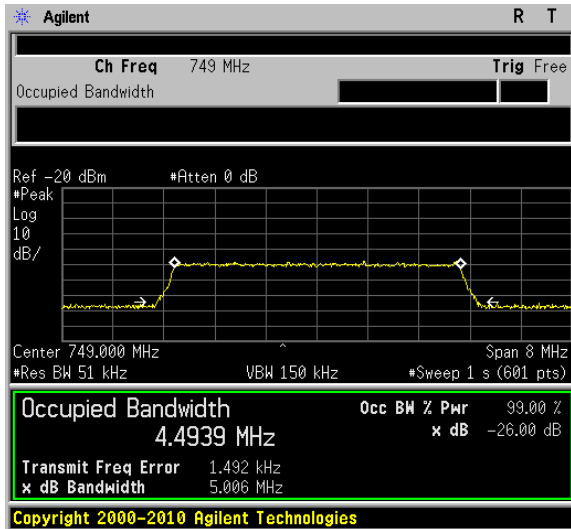 Agilent R T
Ch Freq 749 MHz Trig Free
Occupied Bandwidth
Ref -20 dBm #Atten 0 dB
#Peak
Log
10
dB/
Center 749.000 MHz Span 8 MHz
#Res BW 51 kHz VBW 150 kHz #Sweep 1 s (601 pts)
Occupied Bandwidth Occ BW % Pwr 99.00 %
4.4939 MHz x dB -26.00 dB
Transmit Freq Error 1.492 kHz
x dB Bandwidth 5.006 MHz
Copyright 2000-2010 Agilent Technologies